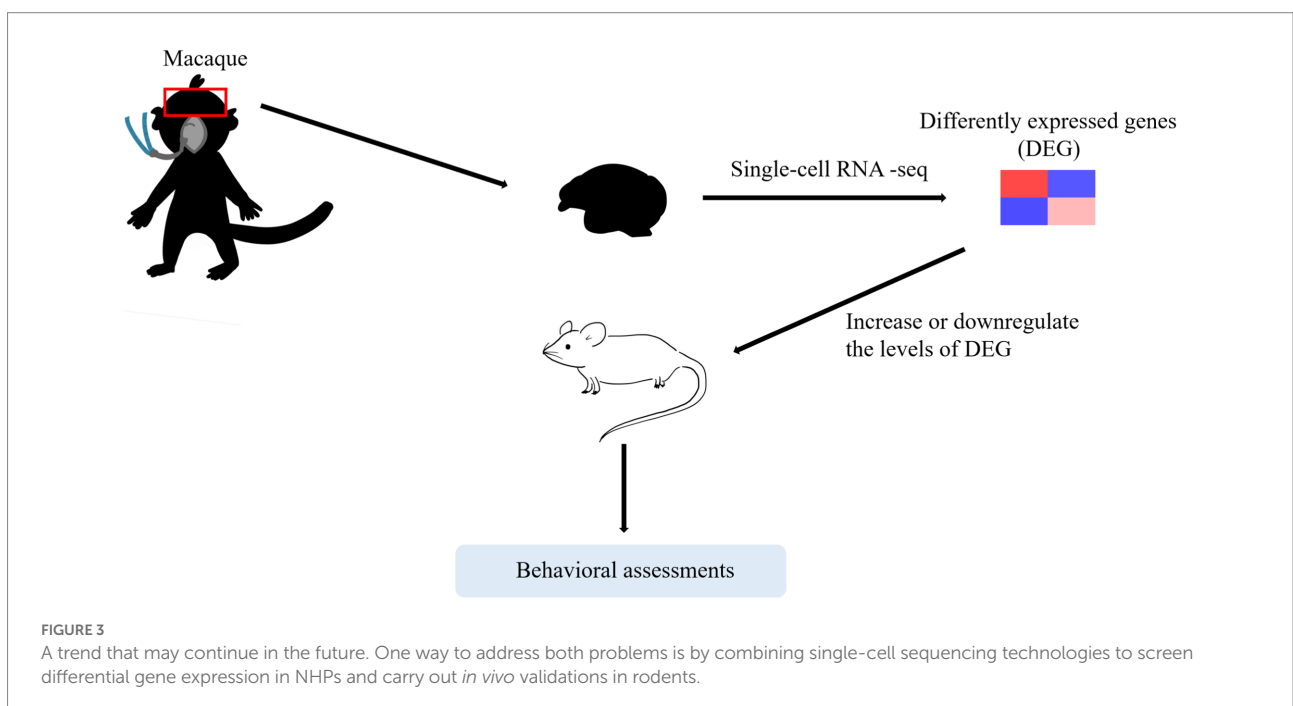 Macaque
Differently expressed genes
(DEG)
Single-cell RNA -seq
Increase or downregulate
the levels of DEG
Behavioral assessments
FIGURE 3
A trend that may continue in the future. One way to address both problems is by combining single-cell sequencing technologies to screen
differential gene expression in NHPs and carry out in vivo validations in rodents.